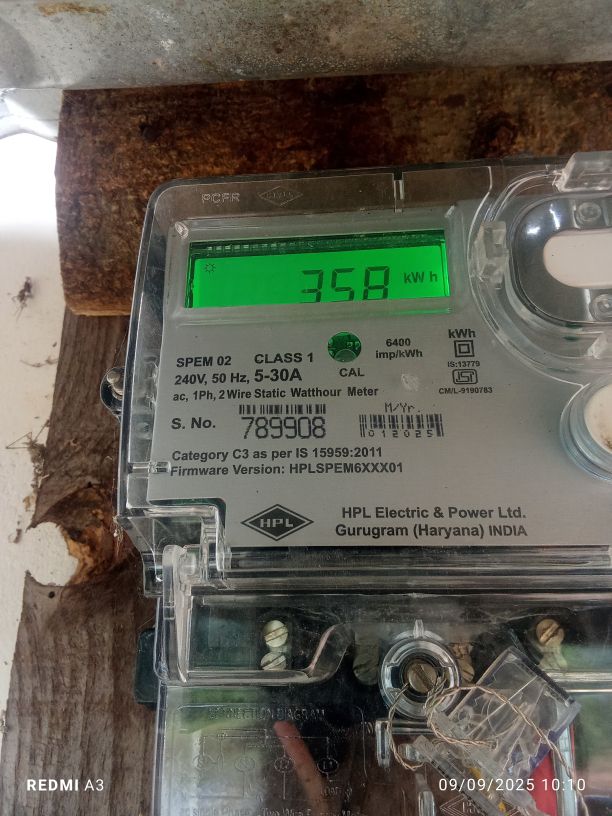 PCFR
358 kWh
SPEM 02 CLASS 1
240V, 50 Hz, 5-30A
ac, 1Ph, 2 Wire Static Watthour Meter
CAL
6400
imp/kWh
kWh
IS:13779
CM/L-9190783
S. No. 789908
M/Yr.
012025
Category C3 as per IS 15959:2011
Firmware Version: HPLSPEM6XXX01
HPL
HPL Electric & Power Ltd.
Gurugram (Haryana) INDIA
CONNECTION DIAGRAM
REDMI A3
09/09/2025 10:10